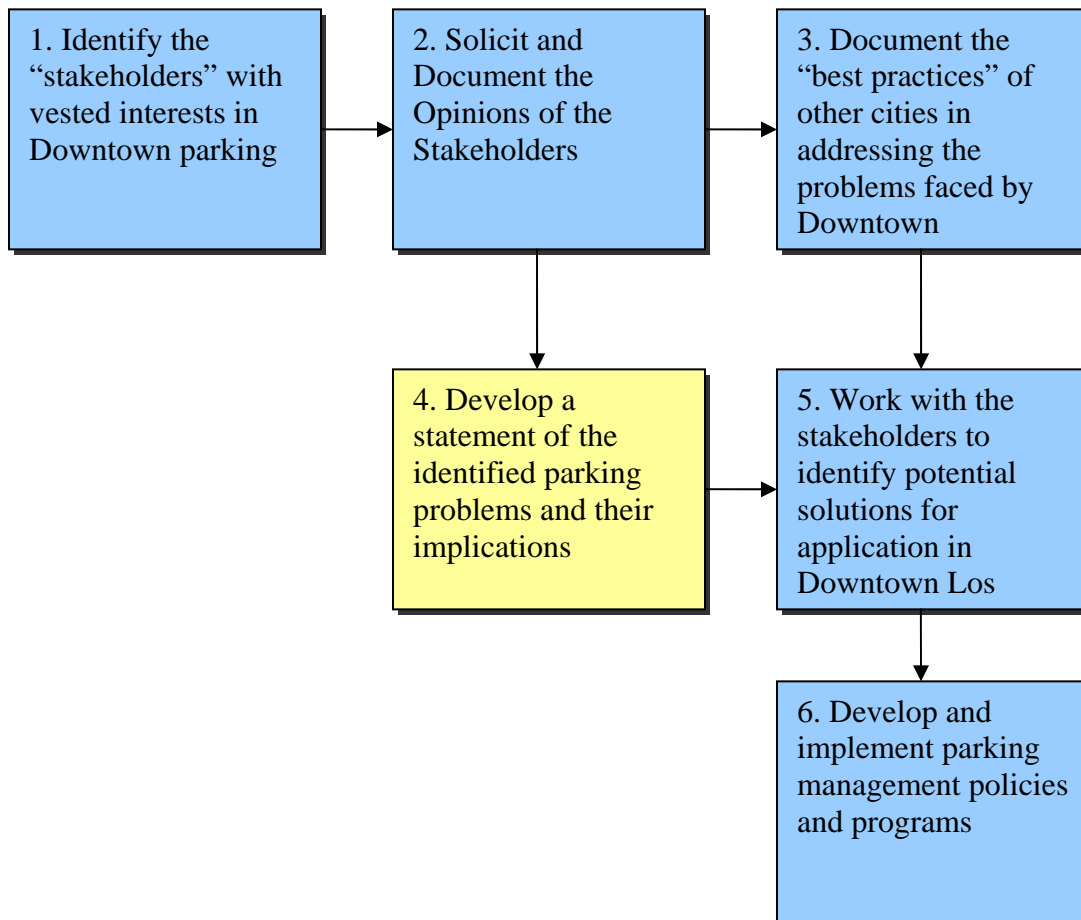 1. Identify the
“stakeholders” with
vested interests in
Downtown parking
2. Solicit and
Document the
Opinions of the
Stakeholders
3. Document the
“best practices” of
other cities in
addressing the
problems faced by
Downtown
4. Develop a
statement of the
identified parking
problems and their
implications
5. Work with the
stakeholders to
identify potential
solutions for
application in
Downtown Los
6. Develop and
implement parking
management policies
and programs